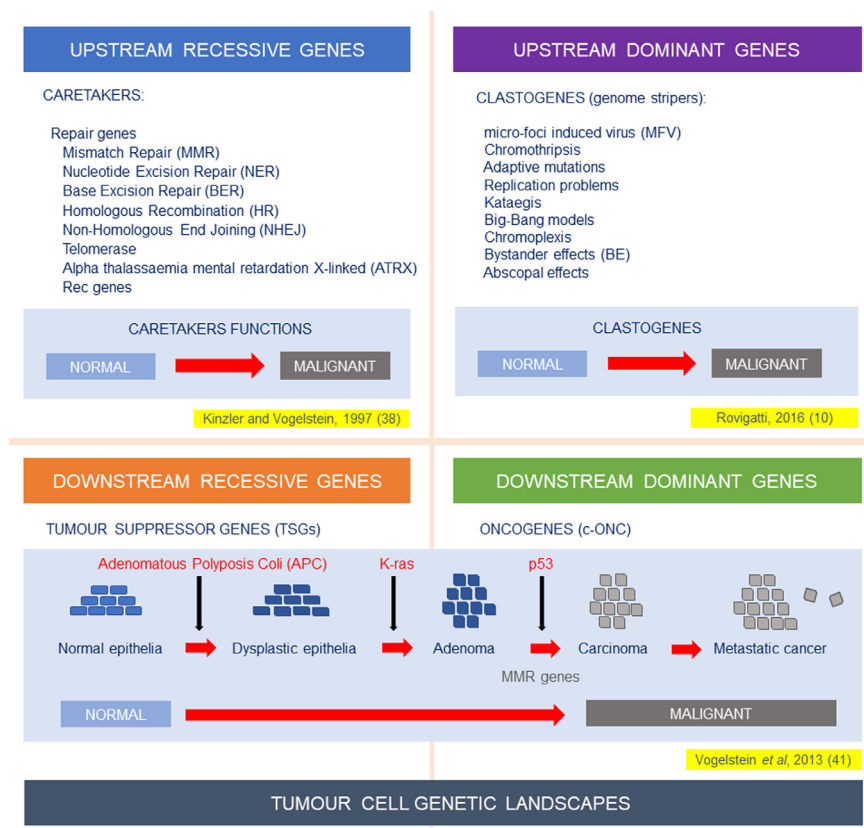 UPSTREAM RECESSIVE GENES
CARETAKERS:
Repair genes
Mismatch Repair (MMR)
Nucleotide Excision Repair (NER)
Base Excision Repair (BER)
Homologous Recombination (HR)
Non-Homologous End Joining (NHEJ)
Telomerase
Alpha thalassaemia mental retardation X-linked (ATRX)
Rec genes
CARETAKERS FUNCTIONS
NORMAL
MALIGNANT
Kinzler and Vogelstein, 1997 (38)
UPSTREAM DOMINANT GENES
CLASTOGENES (genome stripers):
micro-foci induced virus (MFV)
Chromothripsis
Adaptive mutations
Replication problems
Kataegis
Big-Bang models
Chromoplexis
Bystander effects (BE)
Abscopal effects
CLASTOGENES
NORMAL
MALIGNANT
Rovigatti, 2016 (10)
DOWNSTREAM RECESSIVE GENES
DOWNSTREAM DOMINANT GENES
TUMOUR SUPPRESSOR GENES (TSGs)
ONCOGENES (c-ONC)
Adenomatous Polyposis Coli (APC)
K-ras
p53
Normal epithelia
Dysplastic epithelia
Adenoma
Carcinoma
Metastatic cancer
MMR genes
NORMAL
MALIGNANT
Vogelstein et al, 2013 (41)
TUMOUR CELL GENETIC LANDSCAPES